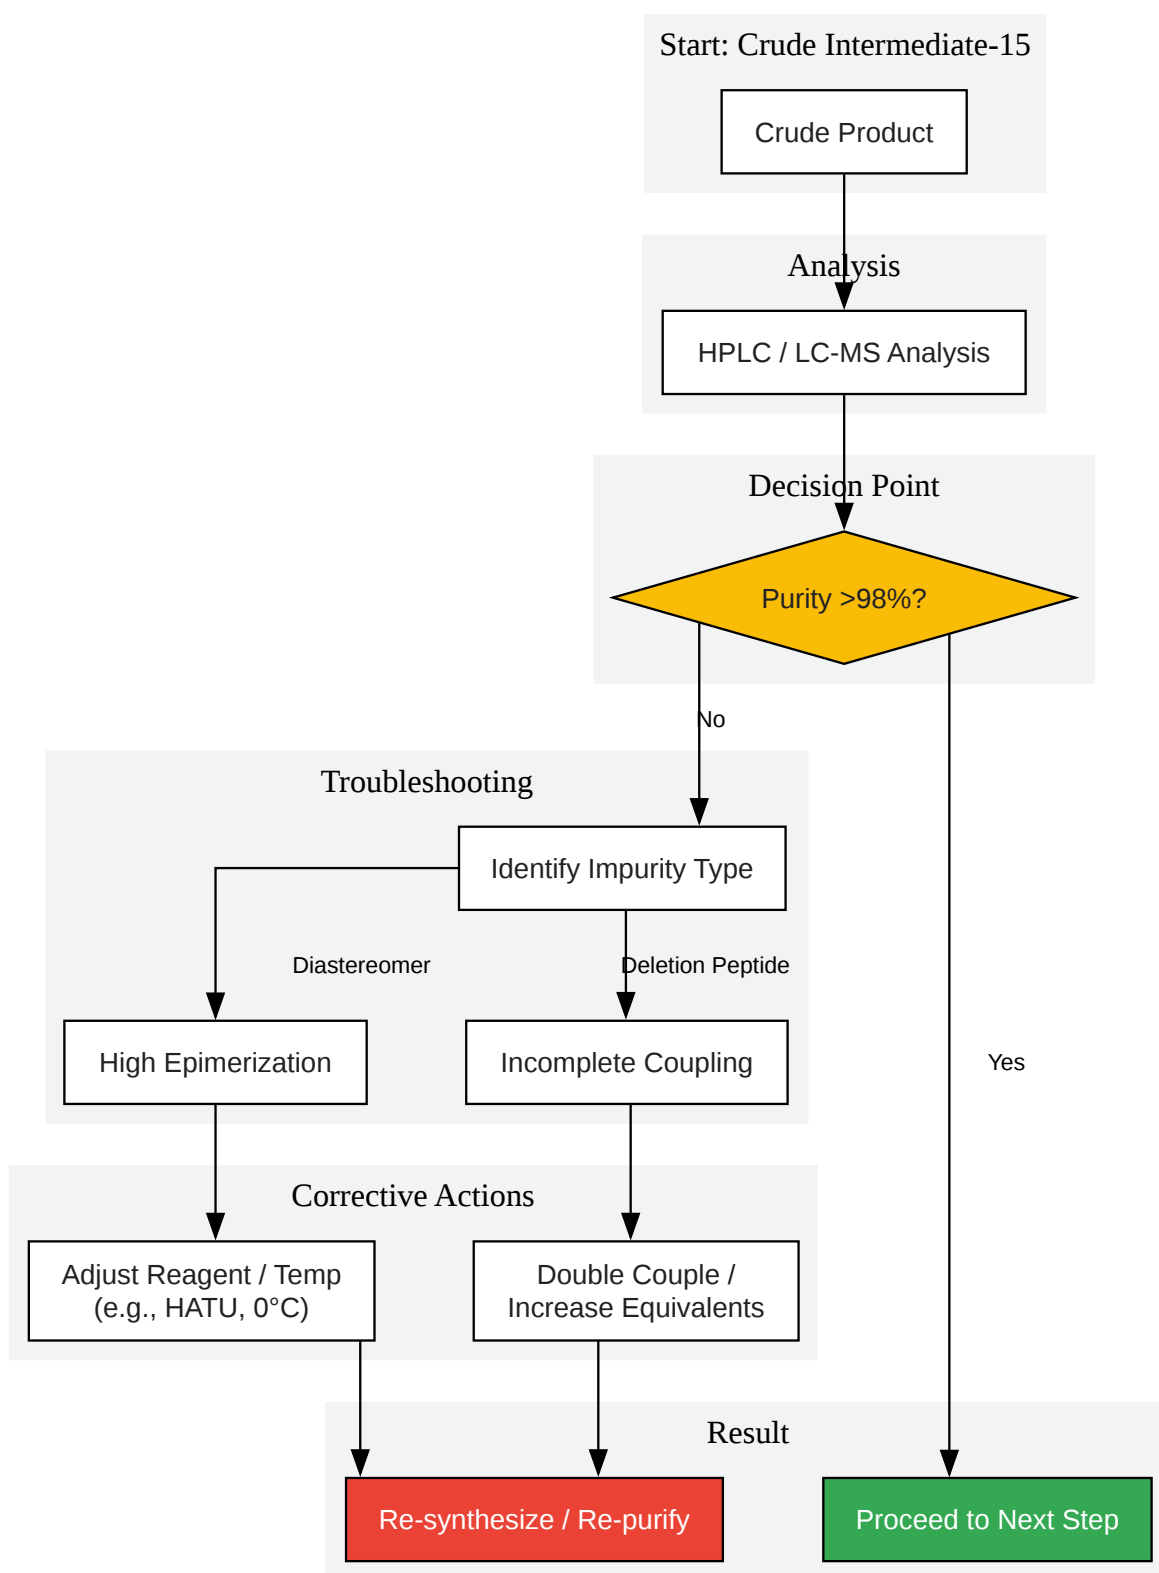 Start: Crude Intermediate-15
Crude Product
Analysis
HPLC / LC-MS Analysis
Decision Point
Purity >98%?
No
Troubleshooting
Identify Impurity Type
Diastereomer
Deletion Peptide
High Epimerization
Incomplete Coupling
Yes
Corrective Actions
Adjust Reagent / Temp
(e.g., HATU, 0°C)
Double Couple /
Increase Equivalents
Result
Re-synthesize / Re-purify
Proceed to Next Step